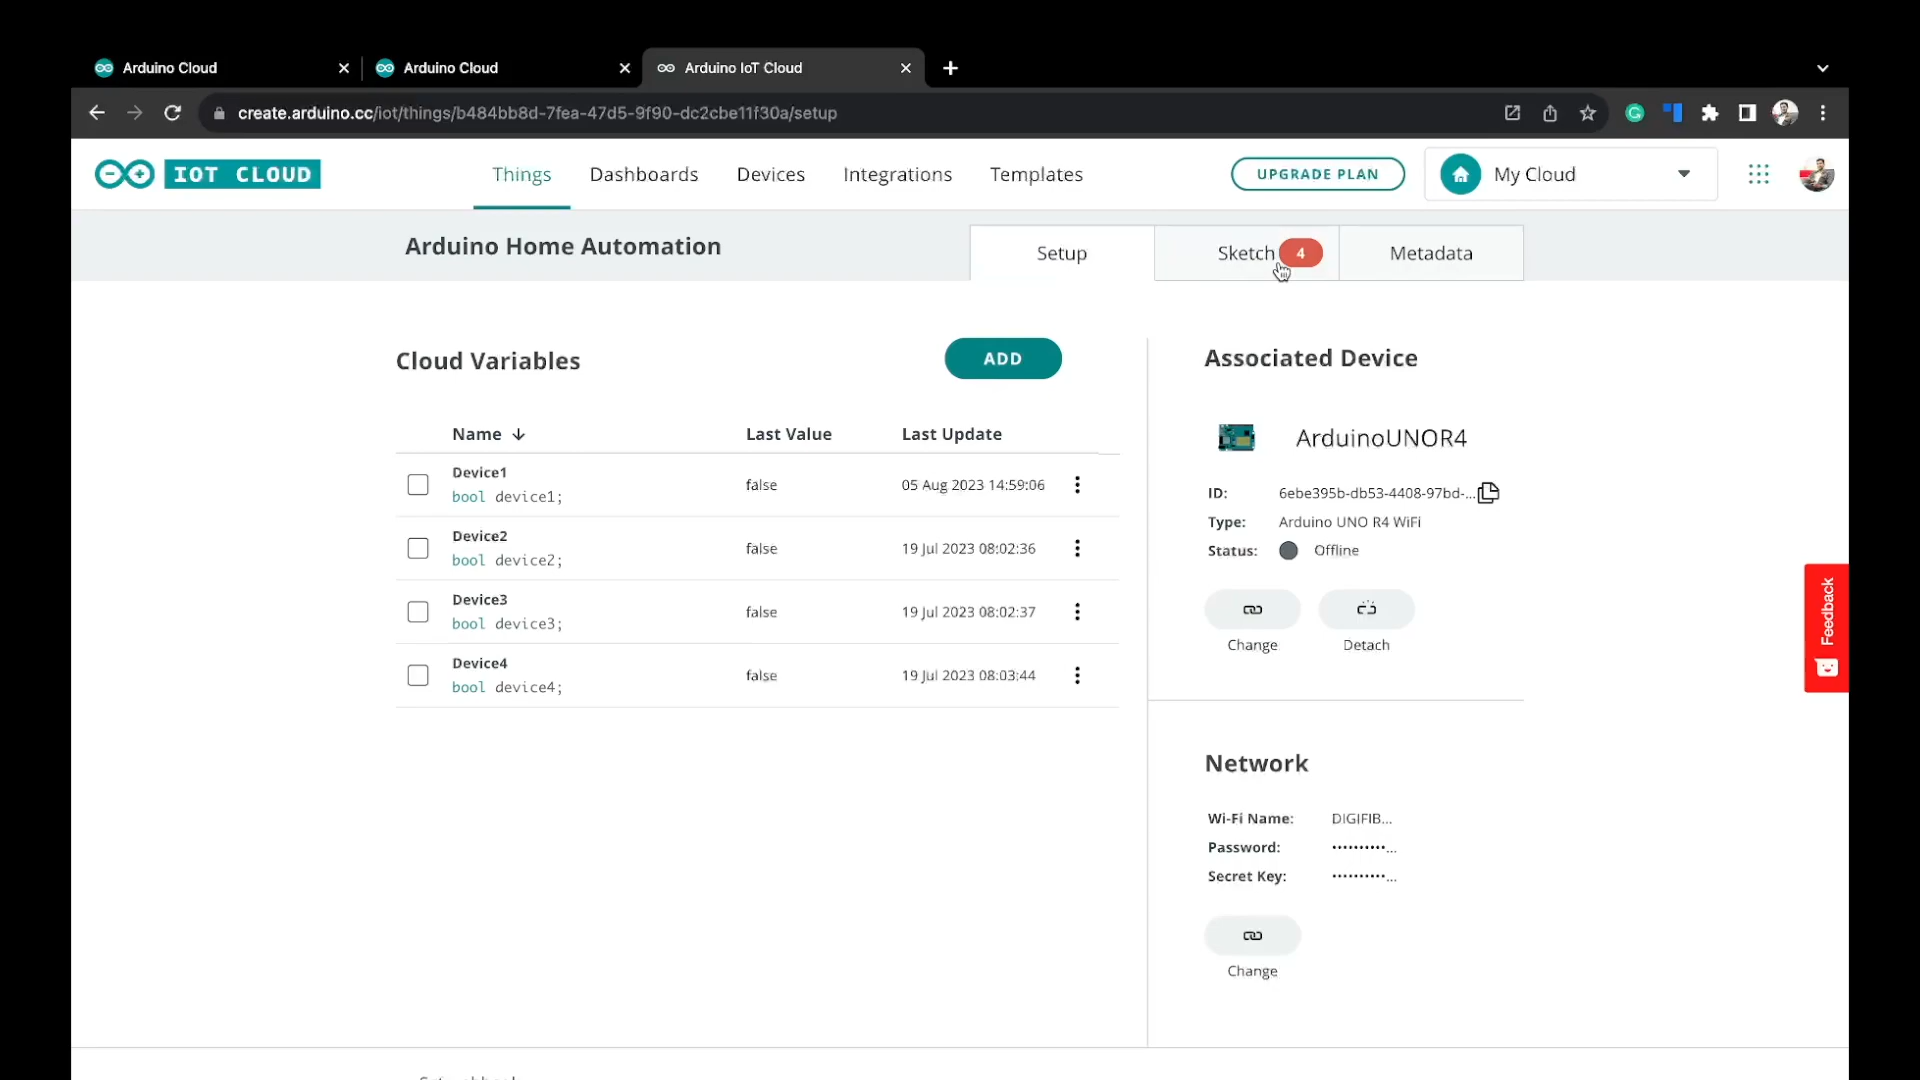 Arduino Cloud
Arduino Cloud
Arduino IoT Cloud
create.arduino.cc/iot/things/b484bb8d-7fea-47d5-9f90-dc2cbe11f30a/setup
IOT CLOUD
Things
Dashboards
Devices
Integrations
Templates
UPGRADE PLAN
My Cloud
Arduino Home Automation
Setup
Sketch 4
Metadata
Cloud Variables
ADD
Name
Last Value
Last Update
Device1
bool device1;
false
05 Aug 2023 14:59:06
Device2
bool device2;
false
19 Jul 2023 08:02:36
Device3
bool device3;
false
19 Jul 2023 08:02:37
Device4
bool device4;
false
19 Jul 2023 08:03:44
Associated Device
ArduinoUNOR4
ID: 6ebe395b-db53-4408-97bd-...
Type: Arduino UNO R4 WiFi
Status: Offline
Change
Detach
Network
Wi-Fi Name: DIGIFIB...
Password: ••••••••••...
Secret Key: ••••••••••...
Change
Feedback